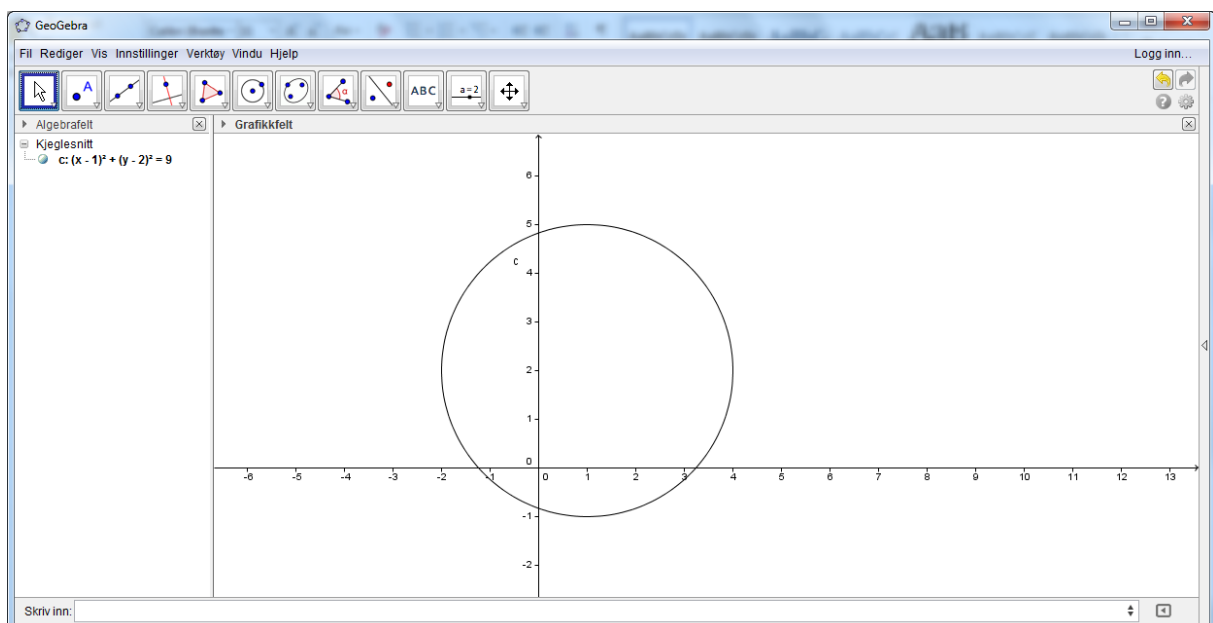 GeoGebra
Fil Rediger Vis Innstillinger Verktøy Vindu Hjelp
Logg inn...
A
α
ABC
a=2
Algebrafelt
Grafikkfelt
Kjeglesnitt
c: (x - 1)² + (y - 2)² = 9
6
5
c
4
3
2
1
0
-6 -5 -4 -3 -2 -1 0 1 2 3 4 5 6 7 8 9 10 11 12 13
-1
-2
Skriv inn: